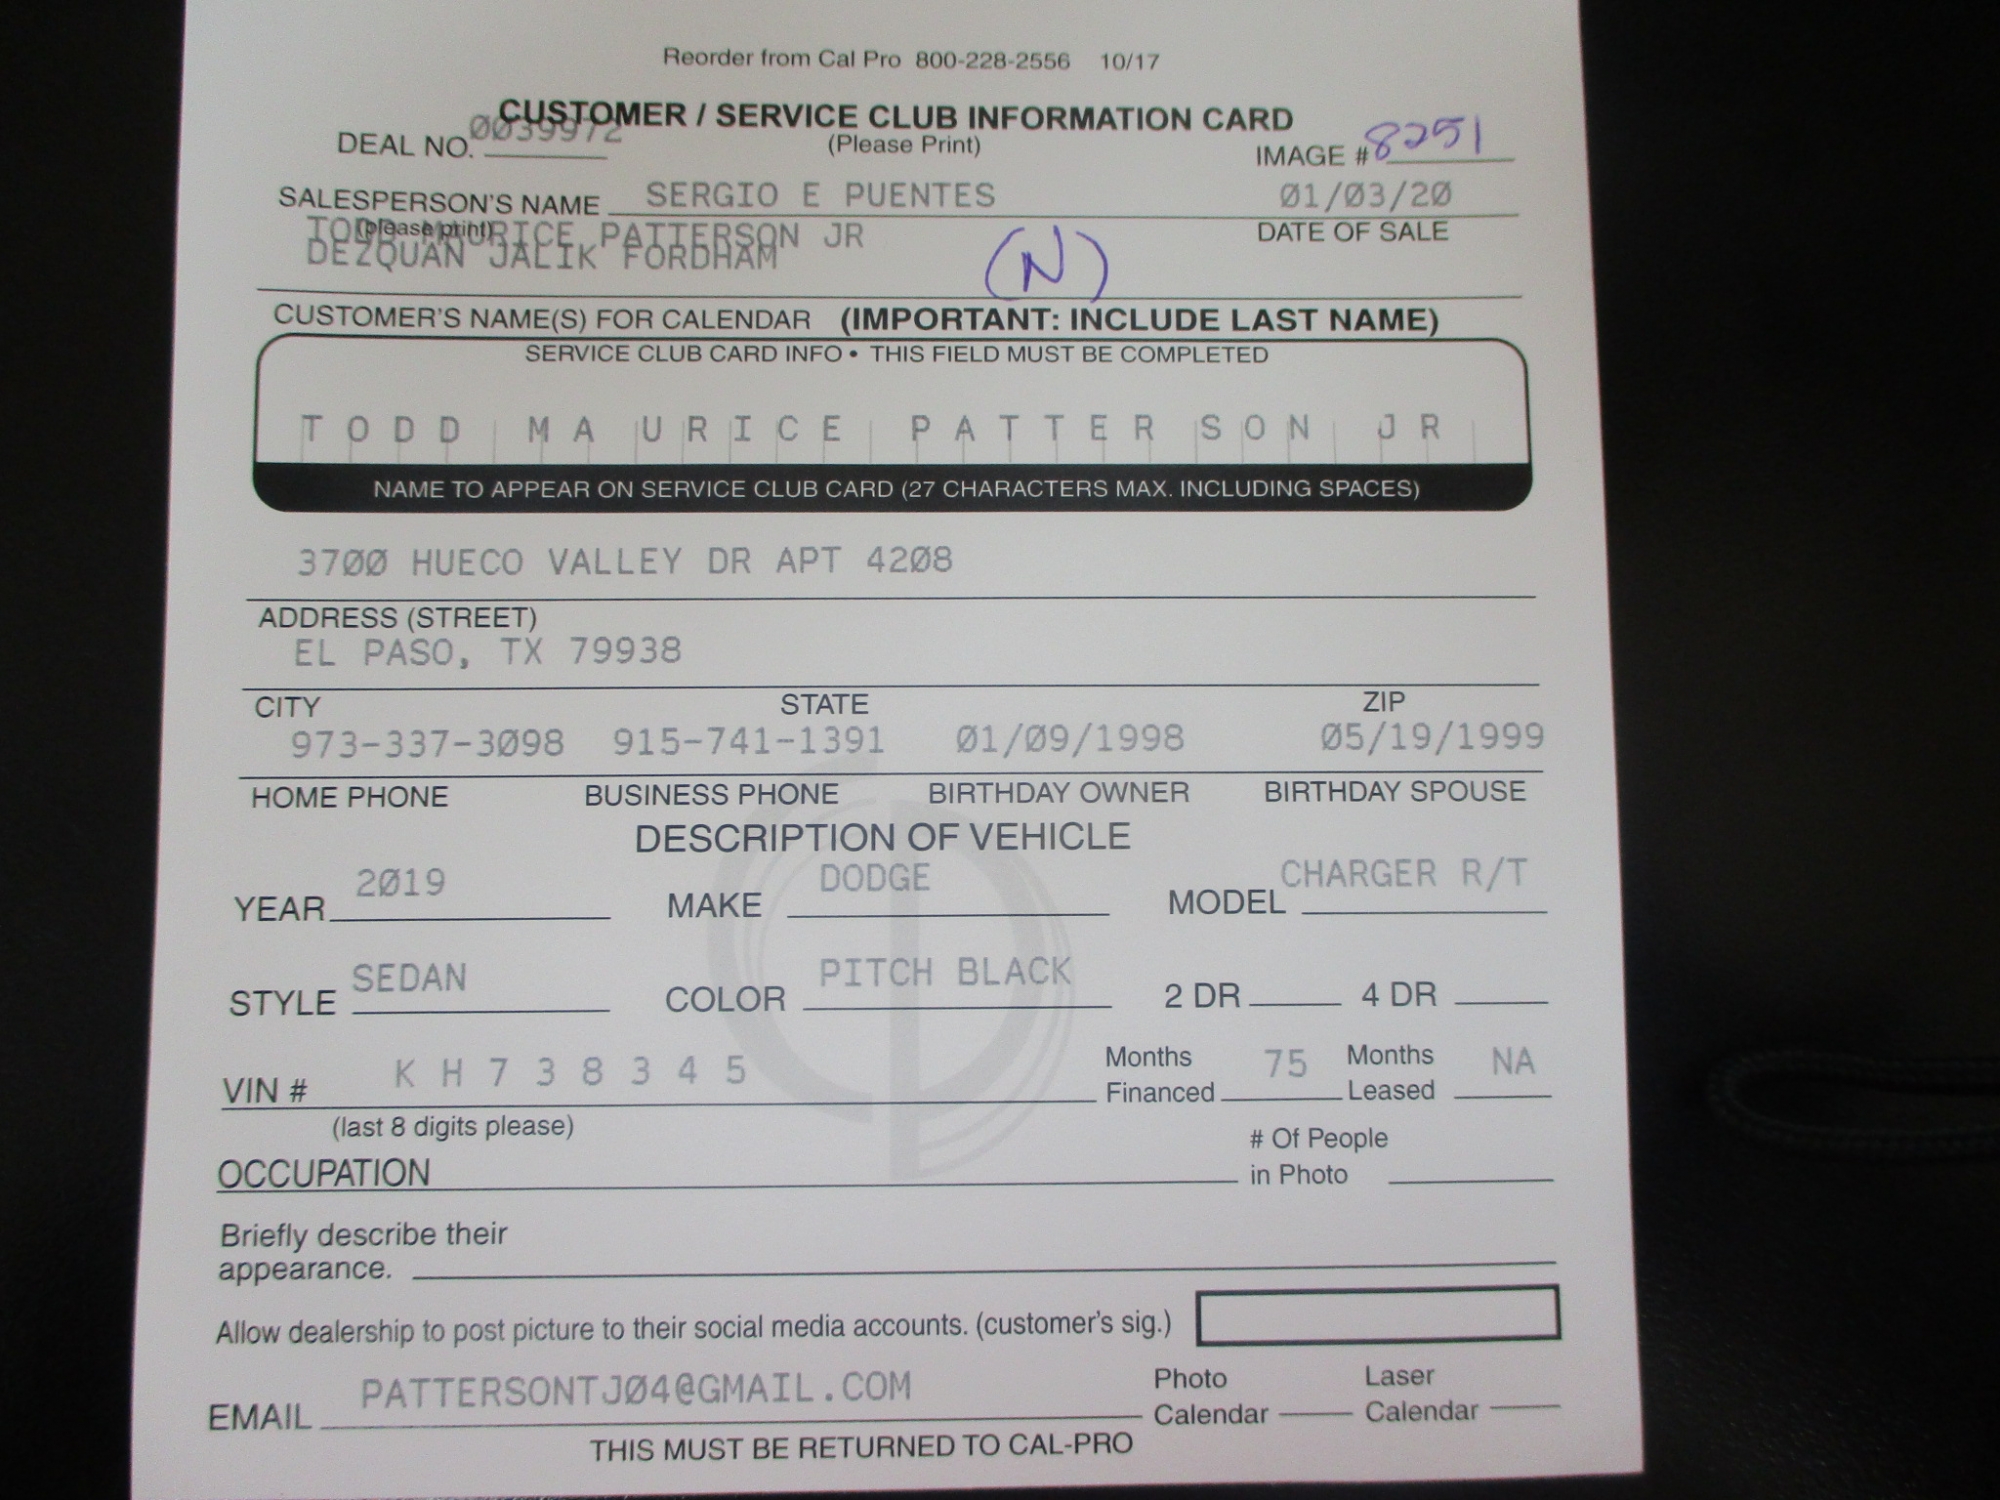 Reorder from Cal Pro 800-228-2556 10/17
CUSTOMER / SERVICE CLUB INFORMATION CARD
DEAL NO. 0039972 (Please Print) IMAGE # 8251
SALESPERSON'S NAME SERGIO E PUENTES 01/03/20
(please print) DATE OF SALE
TODD MAURICE PATTERSON JR
DEZQUAN JALIK FORDHAM (N)
CUSTOMER'S NAME(S) FOR CALENDAR (IMPORTANT: INCLUDE LAST NAME)
SERVICE CLUB CARD INFO • THIS FIELD MUST BE COMPLETED
TODD MAURICE PATTERSON JR
NAME TO APPEAR ON SERVICE CLUB CARD (27 CHARACTERS MAX. INCLUDING SPACES)
3700 HUECO VALLEY DR APT 4208
ADDRESS (STREET)
EL PASO, TX 79938
CITY STATE ZIP
973-337-3098 915-741-1391 01/09/1998 05/19/1999
HOME PHONE BUSINESS PHONE BIRTHDAY OWNER BIRTHDAY SPOUSE
DESCRIPTION OF VEHICLE
YEAR 2019 MAKE DODGE MODEL CHARGER R/T
STYLE SEDAN COLOR PITCH BLACK 2 DR 4 DR
VIN # KH738345 Months Financed 75 Months Leased NA
(last 8 digits please)
OCCUPATION # Of People in Photo
Briefly describe their
appearance.
Allow dealership to post picture to their social media accounts. (customer's sig.)
EMAIL PATTERSONTJ04@GMAIL.COM Photo Calendar Laser Calendar
THIS MUST BE RETURNED TO CAL-PRO